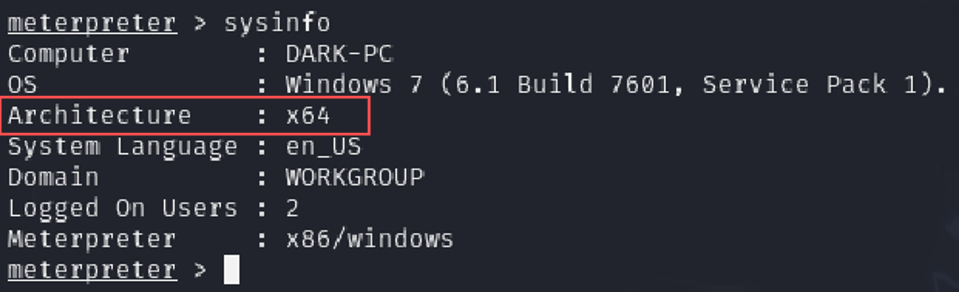 meterpreter > sysinfo
Computer        : DARK-PC
OS              : Windows 7 (6.1 Build 7601, Service Pack 1).
Architecture    : x64
System Language : en_US
Domain          : WORKGROUP
Logged On Users : 2
Meterpreter     : x86/windows
meterpreter >